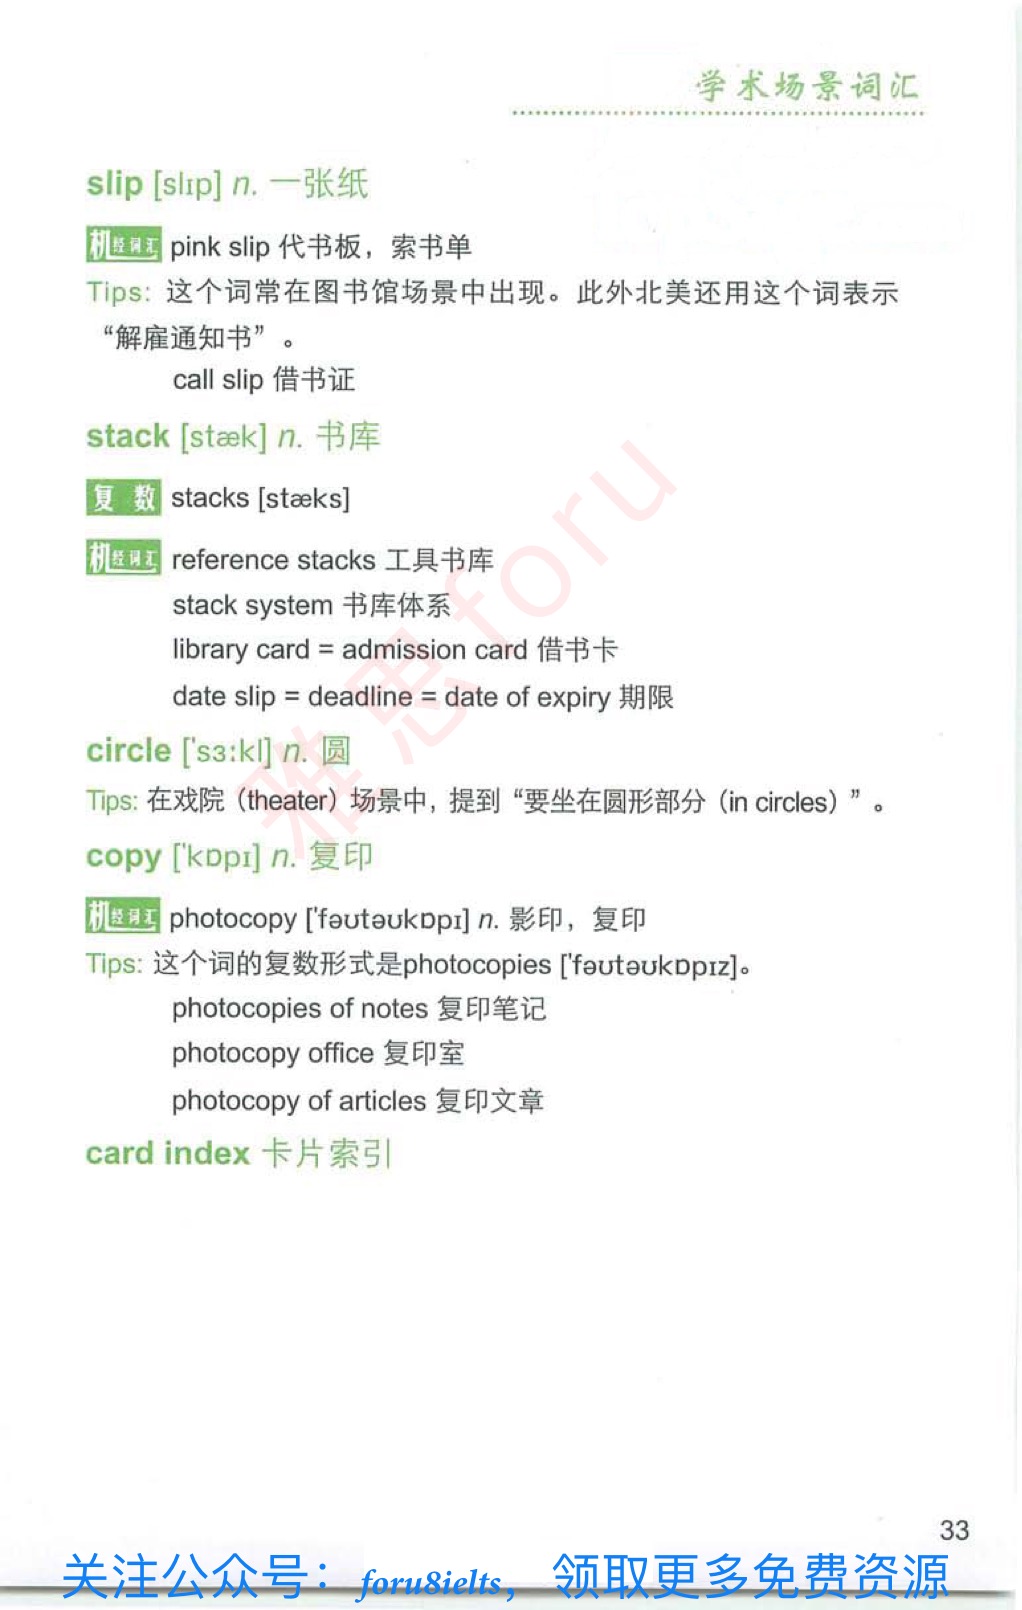 学术场景词汇
slip [slɪp] n. 一张纸
机经词汇 pink slip 代书板，索书单
Tips: 这个词常在图书馆场景中出现。此外北美还用这个词表示
“解雇通知书”。
call slip 借书证
stack [stæk] n. 书库
复数 stacks [stæks]
机经词汇 reference stacks 工具书库
stack system 书库体系
library card = admission card 借书卡
date slip = deadline = date of expiry 期限
circle [ˈsɜːkl] n. 圆
Tips: 在戏院（theater）场景中，提到“要坐在圆形部分（in circles）”。
copy [ˈkɒpɪ] n. 复印
机经词汇 photocopy [ˈfəʊtəʊkɒpɪ] n. 影印，复印
Tips: 这个词的复数形式是photocopies [ˈfəʊtəʊkɒpɪz]。
photocopies of notes 复印笔记
photocopy office 复印室
photocopy of articles 复印文章
card index 卡片索引
雅思foru
33
关注公众号：foru8ielts，领取更多免费资源